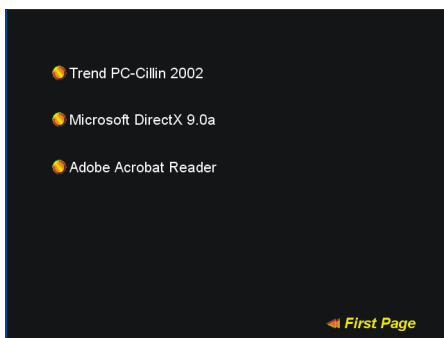 Trend PC-Cillin 2002
Microsoft DirectX 9.0a
Adobe Acrobat Reader
First Page